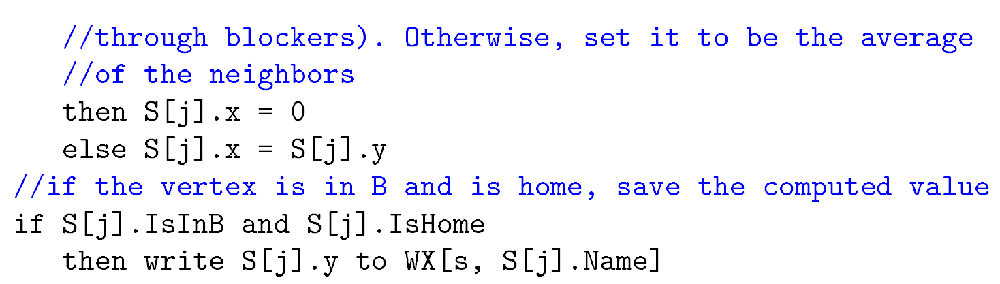 //through blockers). Otherwise, set it to be the average
//of the neighbors
then S[j].x = 0
else S[j].x = S[j].y
//if the vertex is in B and is home, save the computed value
if S[j].IsInB and S[j].IsHome
then write S[j].y to WX[s, S[j].Name]